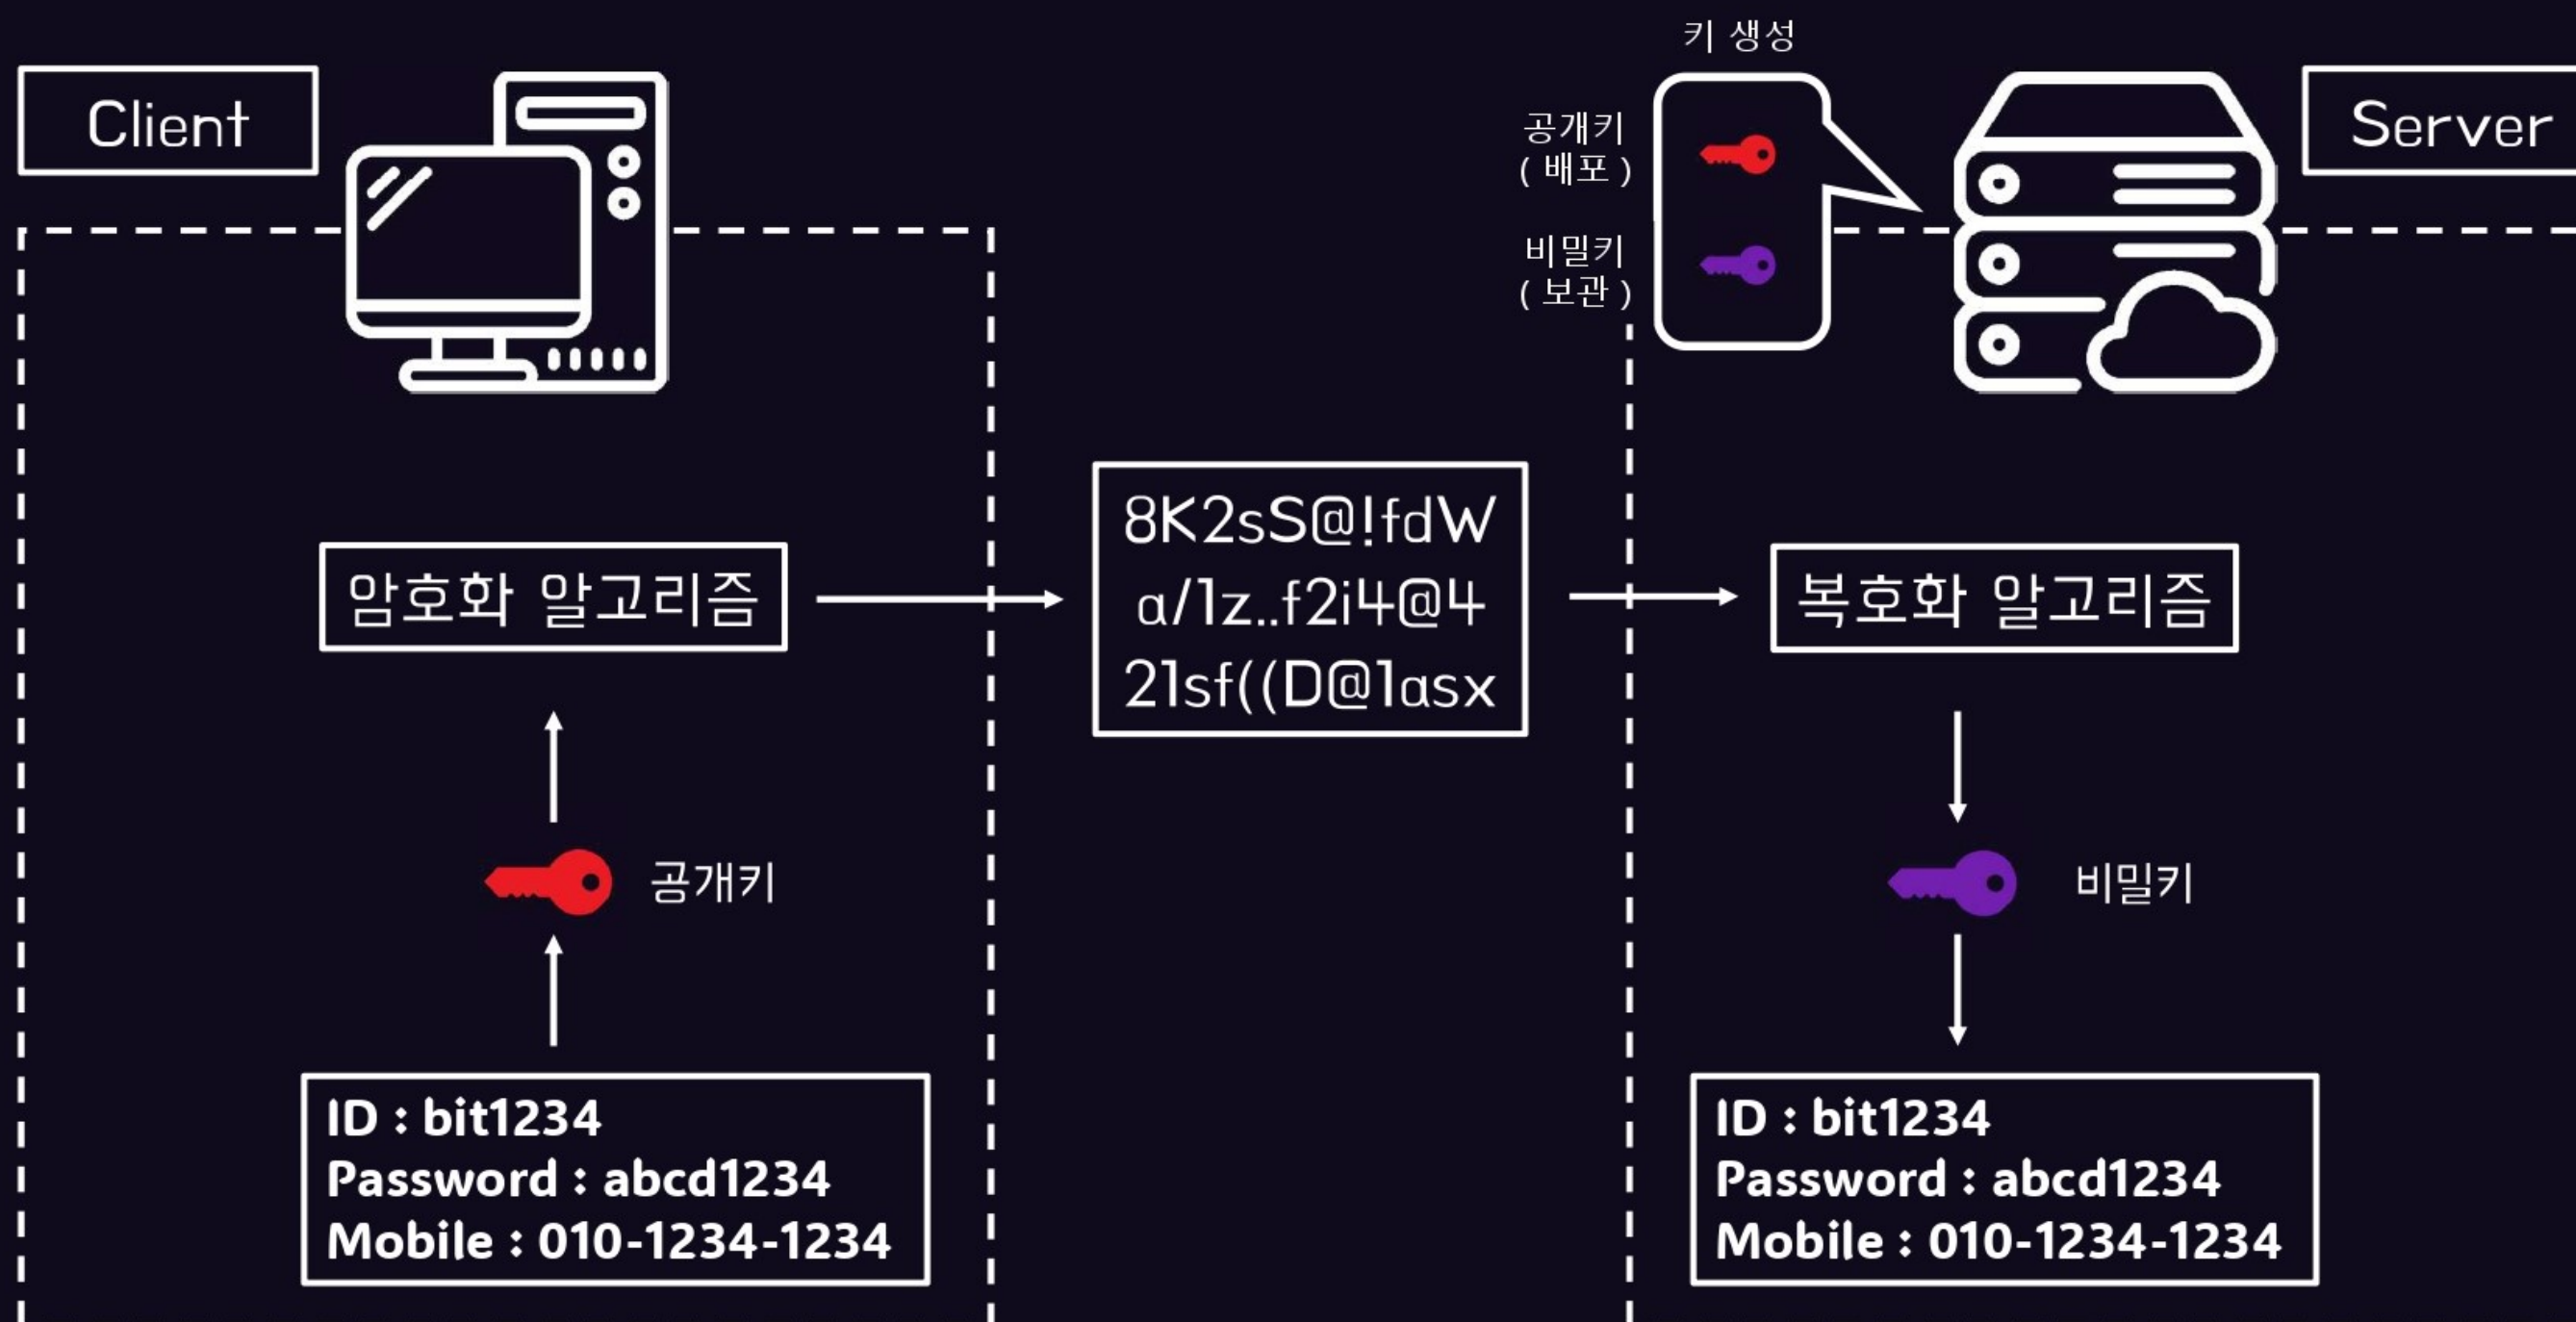 키 생성
Client
Server
공개키
( 배포 )
비밀키
( 보관 )
암호화 알고리즘
8K2sS@!fdW
a/1z..f2i4@4
21sf((D@1asx
복호화 알고리즘
공개키
비밀키
ID : bit1234
Password : abcd1234
Mobile : 010-1234-1234
ID : bit1234
Password : abcd1234
Mobile : 010-1234-1234